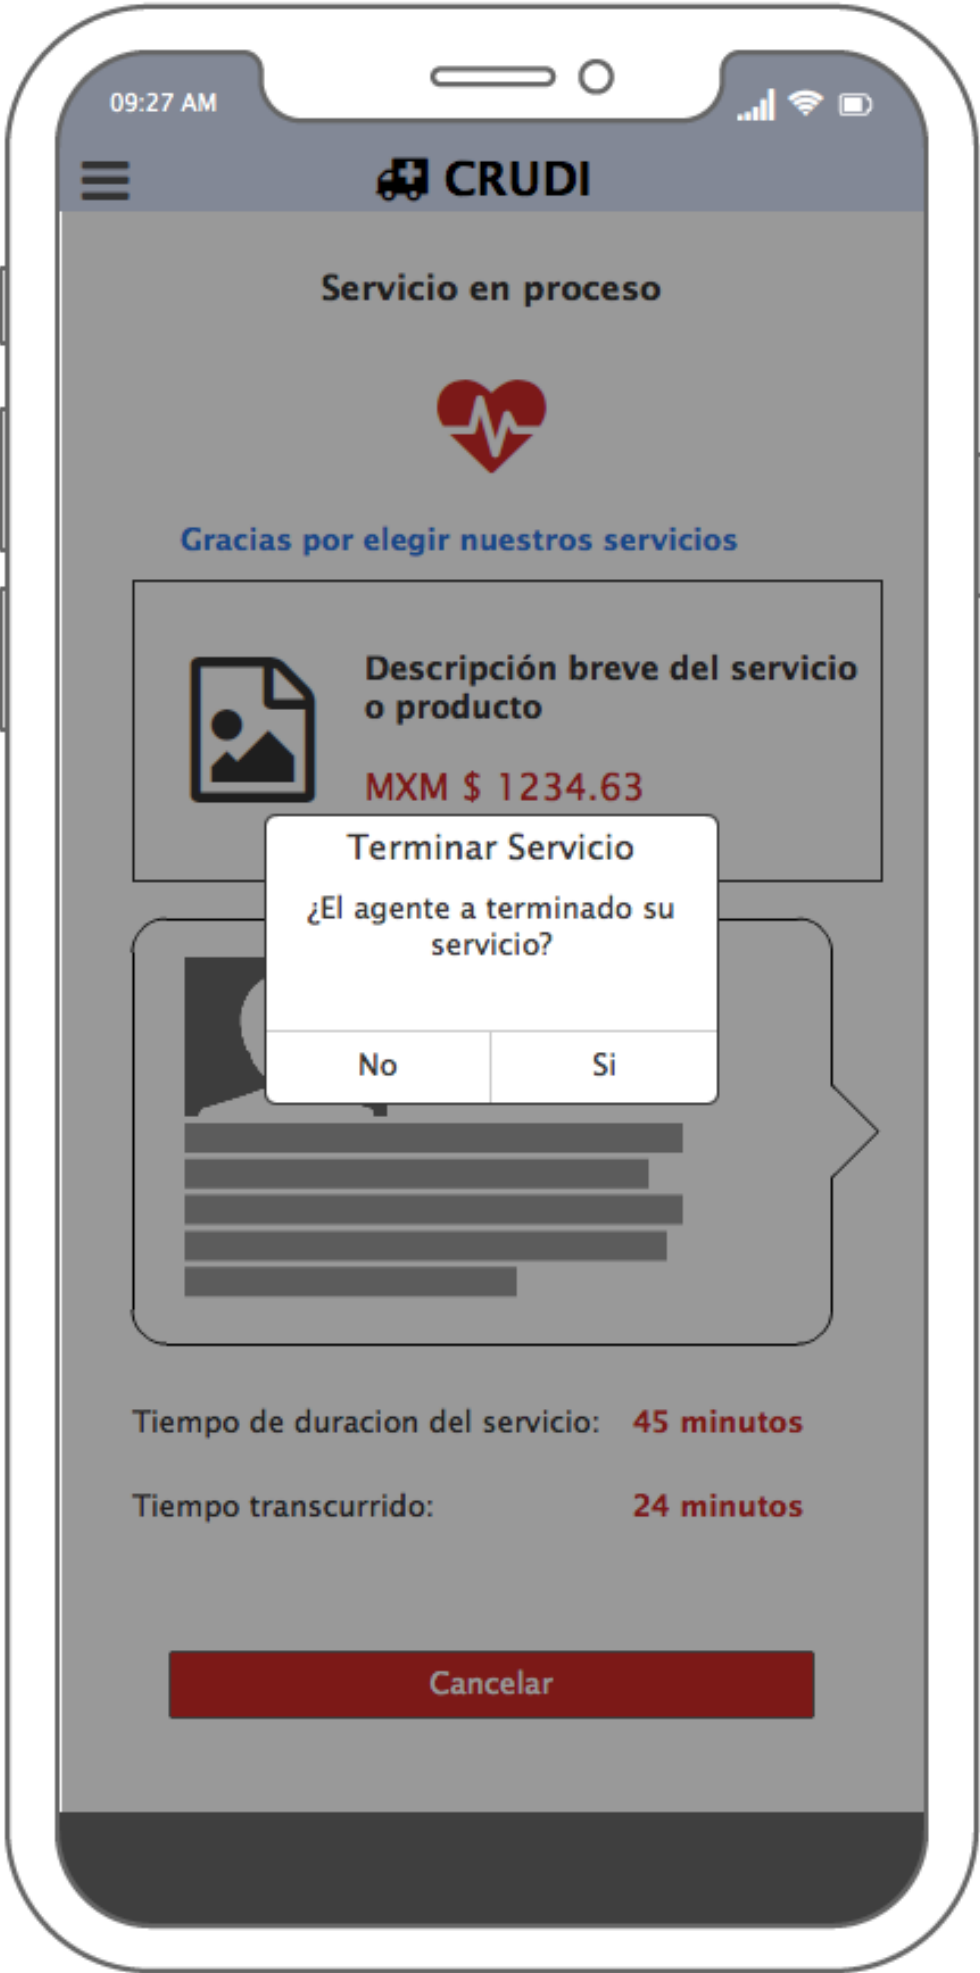 09:27 AM
CRUDI
Servicio en proceso
Gracias por elegir nuestros servicios
Descripción breve del servicio
o producto
MXM $ 1234.63
Terminar Servicio
¿El agente a terminado su
servicio?
No
Si
Tiempo de duracion del servicio: 45 minutos
Tiempo transcurrido: 24 minutos
Cancelar